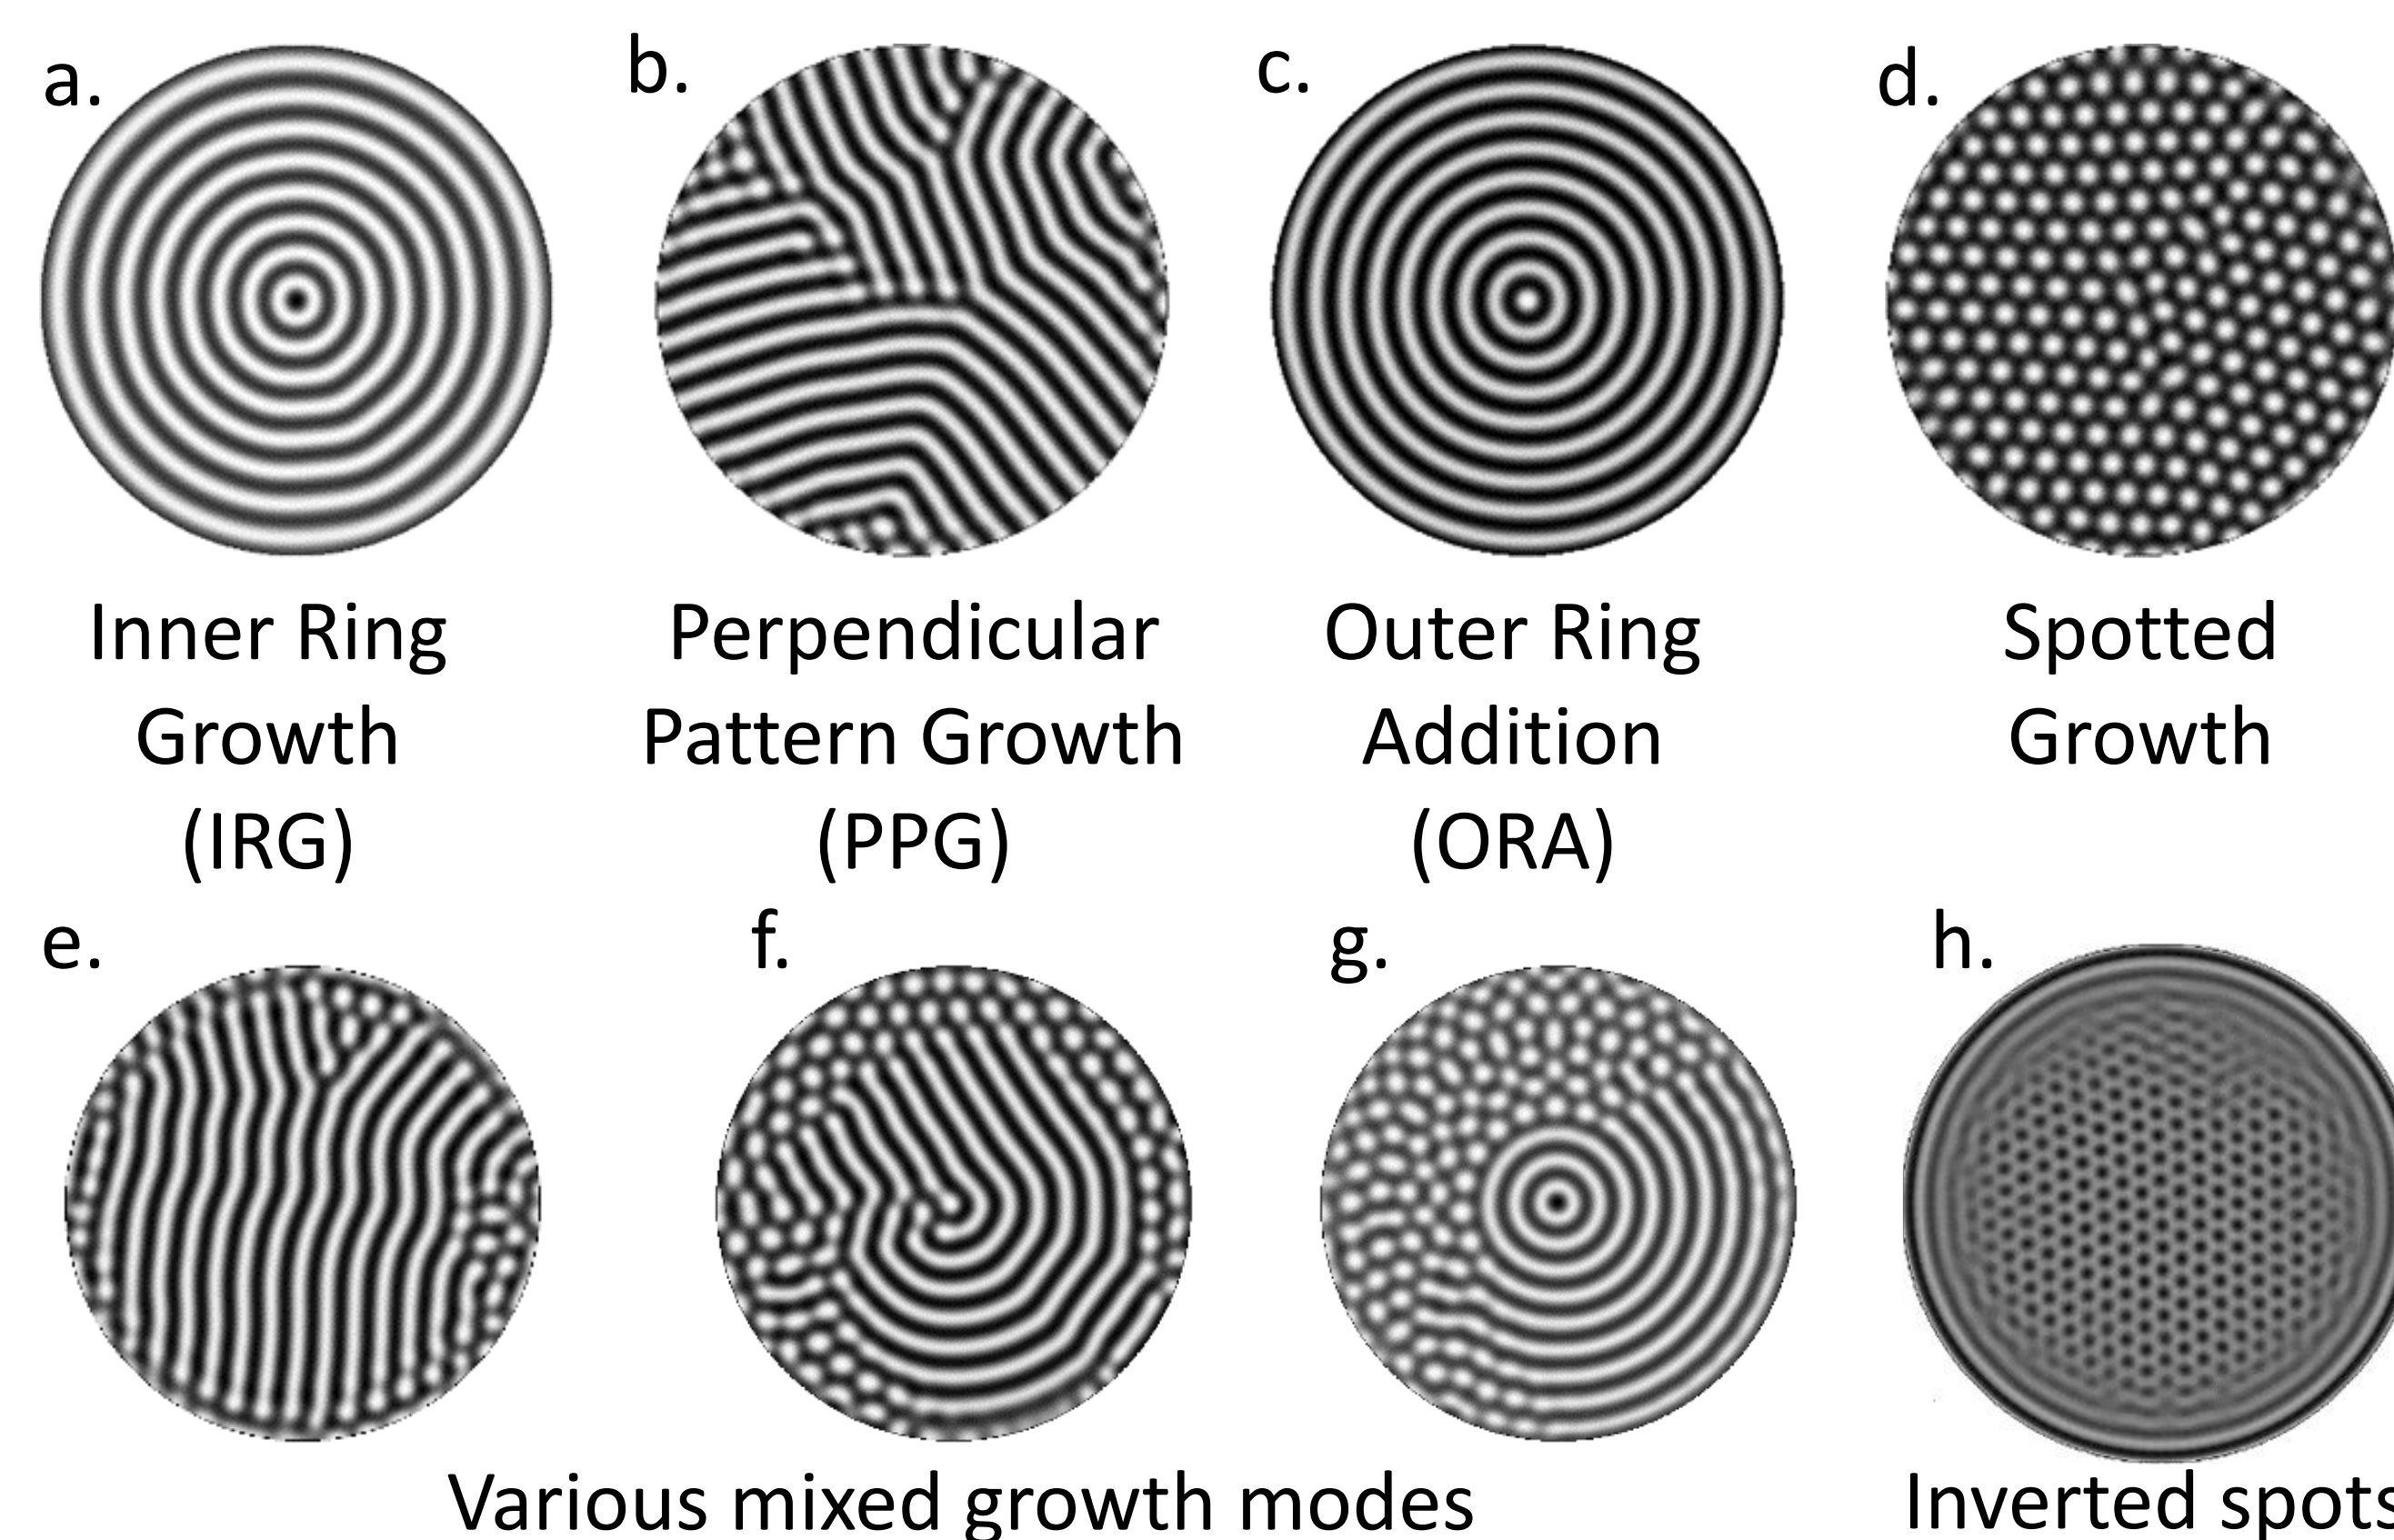 a.
b.
c.
d.
Inner Ring
Growth
(IRG)
Perpendicular
Pattern Growth
(PPG)
Outer Ring
Addition
(ORA)
Spotted
Growth
e.
f.
g.
h.
Various mixed growth modes
Inverted spots